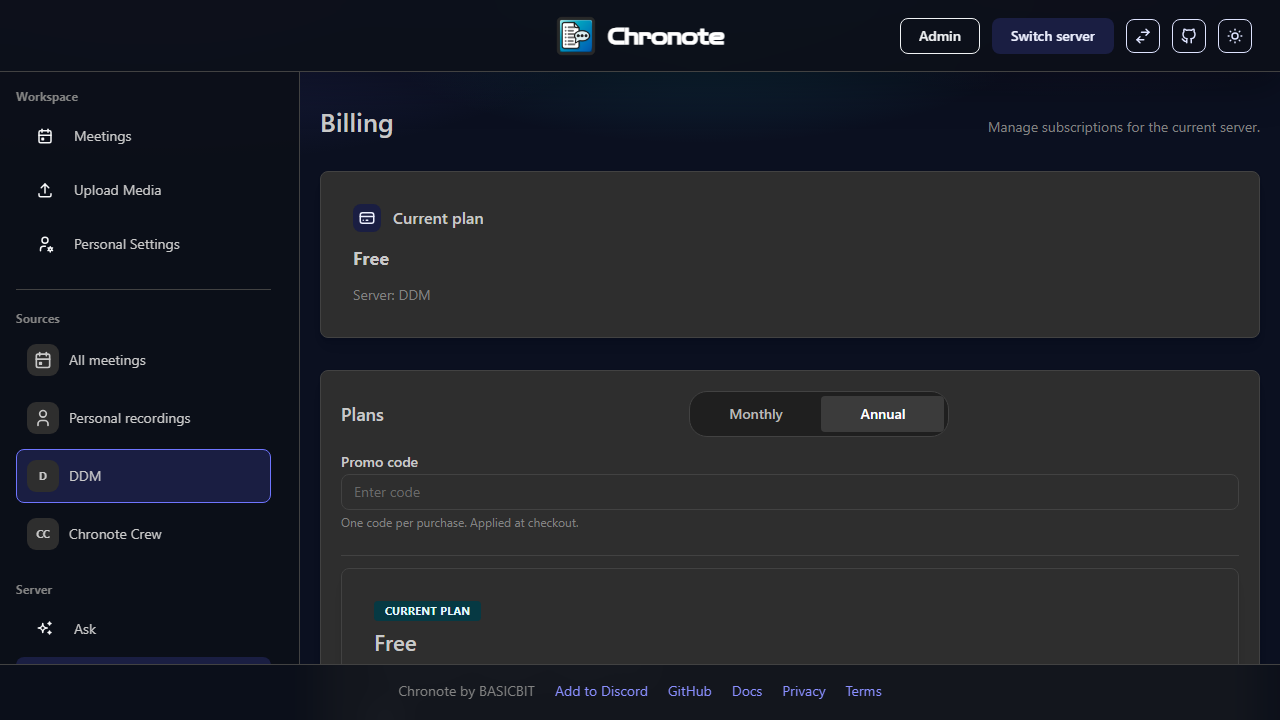 Chronote
Admin
Switch server
Workspace
Meetings
Upload Media
Personal Settings
Sources
All meetings
Personal recordings
D
DDM
CC
Chronote Crew
Server
Ask
Billing
Manage subscriptions for the current server.
Current plan
Free
Server: DDM
Plans
Monthly
Annual
Promo code
Enter code
One code per purchase. Applied at checkout.
CURRENT PLAN
Free
Chronote by BASICBIT
Add to Discord
GitHub
Docs
Privacy
Terms